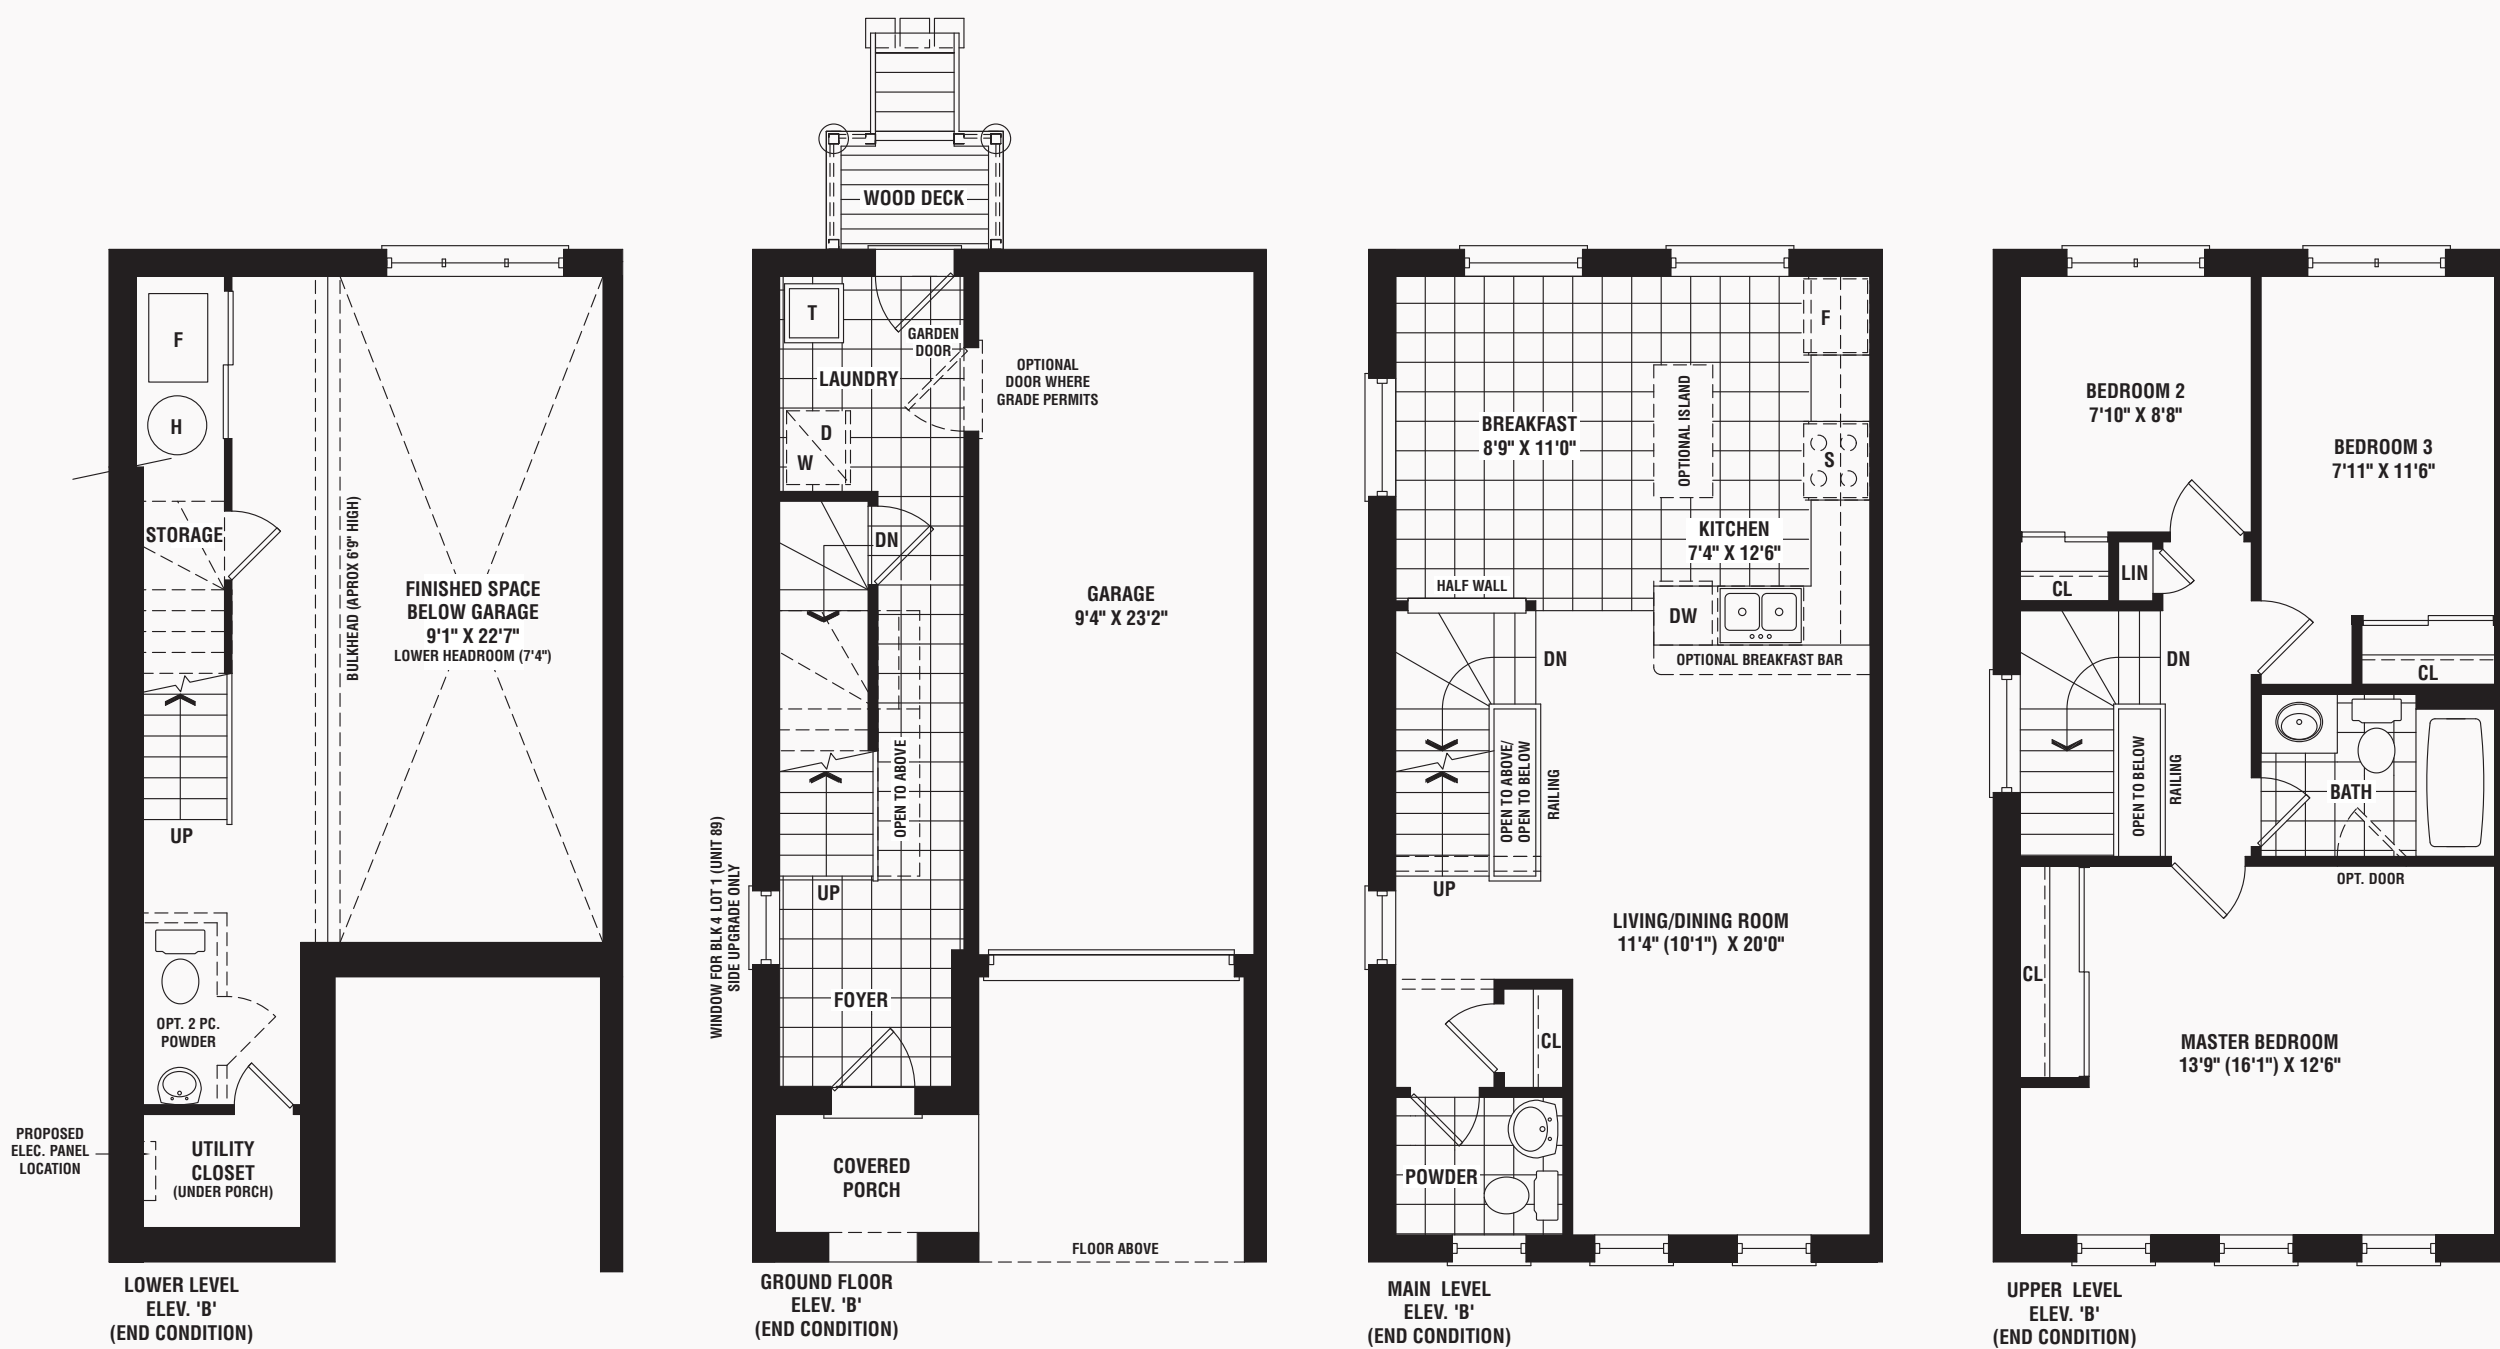 F
H
STORAGE
BULKHEAD (APROX 6'9" HIGH)
FINISHED SPACE
BELOW GARAGE
9'1" X 22'7"
LOWER HEADROOM (7'4")
UP
OPT. 2 PC.
POWDER
PROPOSED
ELEC. PANEL
LOCATION
UTILITY
CLOSET
(UNDER PORCH)
LOWER LEVEL
ELEV. 'B'
(END CONDITION)
WOOD DECK
T
GARDEN
DOOR
LAUNDRY
OPTIONAL
DOOR WHERE
GRADE PERMITS
D
W
DN
GARAGE
9'4" X 23'2"
OPEN TO ABOVE
UP
WINDOW FOR BLK 4 LOT 1 (UNIT 89)
SIDE UPGRADE ONLY
FOYER
COVERED
PORCH
FLOOR ABOVE
GROUND FLOOR
ELEV. 'B'
(END CONDITION)
F
BREAKFAST
8'9" X 11'0"
OPTIONAL ISLAND
S
KITCHEN
7'4" X 12'6"
HALF WALL
DW
DN
OPTIONAL BREAKFAST BAR
OPEN TO ABOVE/
OPEN TO BELOW
RAILING
UP
LIVING/DINING ROOM
11'4" (10'1") X 20'0"
CL
POWDER
MAIN LEVEL
ELEV. 'B'
(END CONDITION)
BEDROOM 2
7'10" X 8'8"
BEDROOM 3
7'11" X 11'6"
CL
LIN
DN
CL
OPEN TO BELOW
RAILING
BATH
OPT. DOOR
CL
MASTER BEDROOM
13'9" (16'1") X 12'6"
UPPER LEVEL
ELEV. 'B'
(END CONDITION)